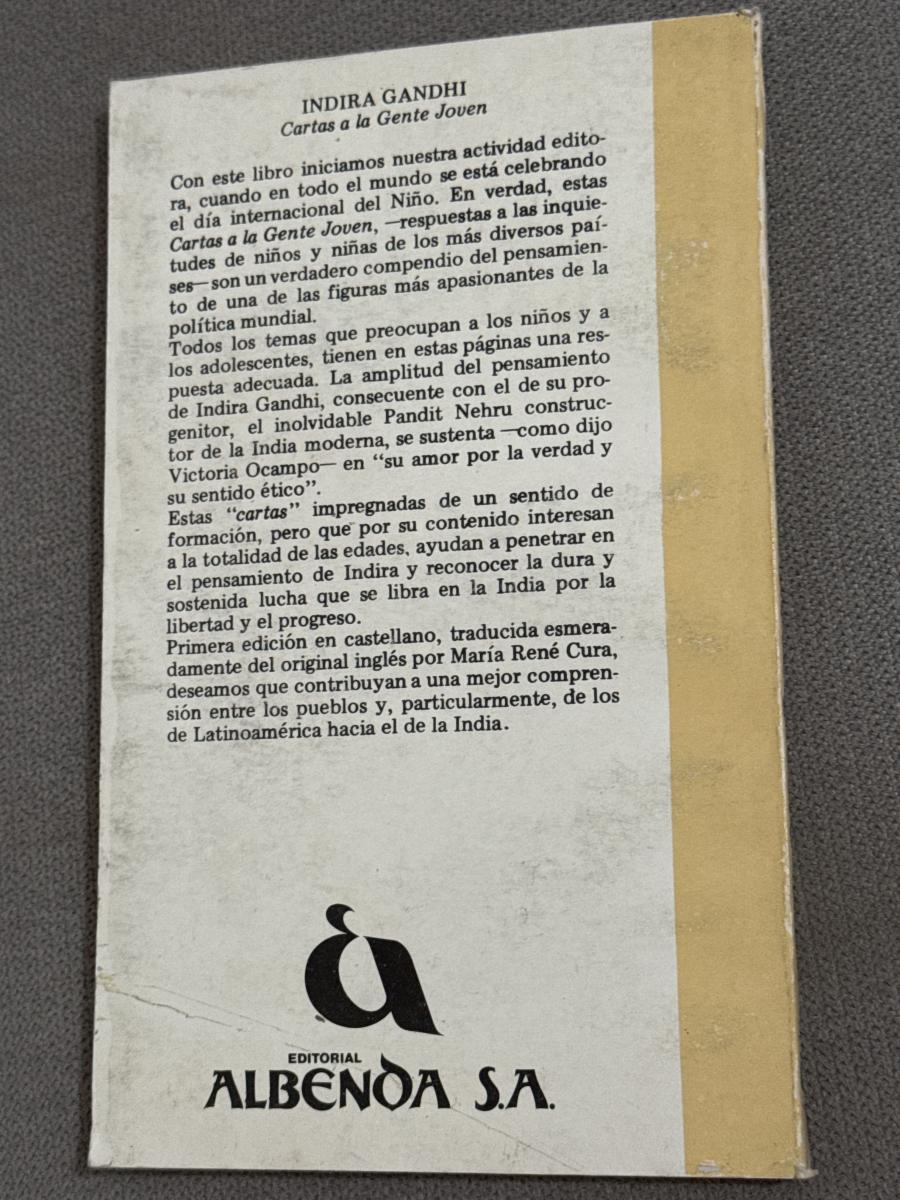 INDIRA GANDHI
Cartas a la Gente Joven
Con este libro iniciamos nuestra actividad edito-
ra, cuando en todo el mundo se está celebrando
el día internacional del Niño. En verdad, estas
Cartas a la Gente Joven, —respuestas a las inquie-
tudes de niños y niñas de los más diversos paí-
ses— son un verdadero compendio del pensamien-
to de una de las figuras más apasionantes de la
política mundial.
Todos los temas que preocupan a los niños y a
los adolescentes, tienen en estas páginas una res-
puesta adecuada. La amplitud del pensamiento
de Indira Gandhi, consecuente con el de su pro-
genitor, el inolvidable Pandit Nehru construc-
tor de la India moderna, se sustenta —como dijo
Victoria Ocampo— en “su amor por la verdad y
su sentido ético”.
Estas “cartas” impregnadas de un sentido de
formación, pero que por su contenido interesan
a la totalidad de las edades, ayudan a penetrar en
el pensamiento de Indira y reconocer la dura y
sostenida lucha que se libra en la India por la
libertad y el progreso.
Primera edición en castellano, traducida esmera-
damente del original inglés por María René Cura,
deseamos que contribuyan a una mejor compren-
sión entre los pueblos y, particularmente, de los
de Latinoamérica hacia el de la India.
a
EDITORIAL
ALBENDA S.A.